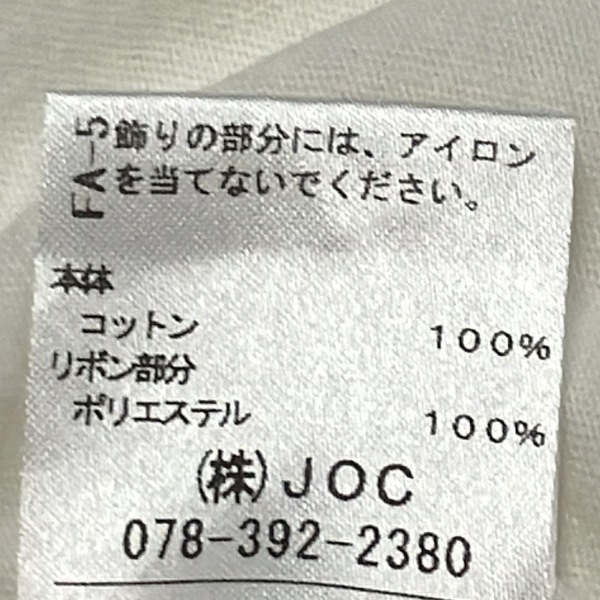 FA-5
飾りの部分には、アイロン
を当てないでください。
本体
コットン 100%
リボン部分
ポリエステル 100%
(株)JOC
078-392-2380